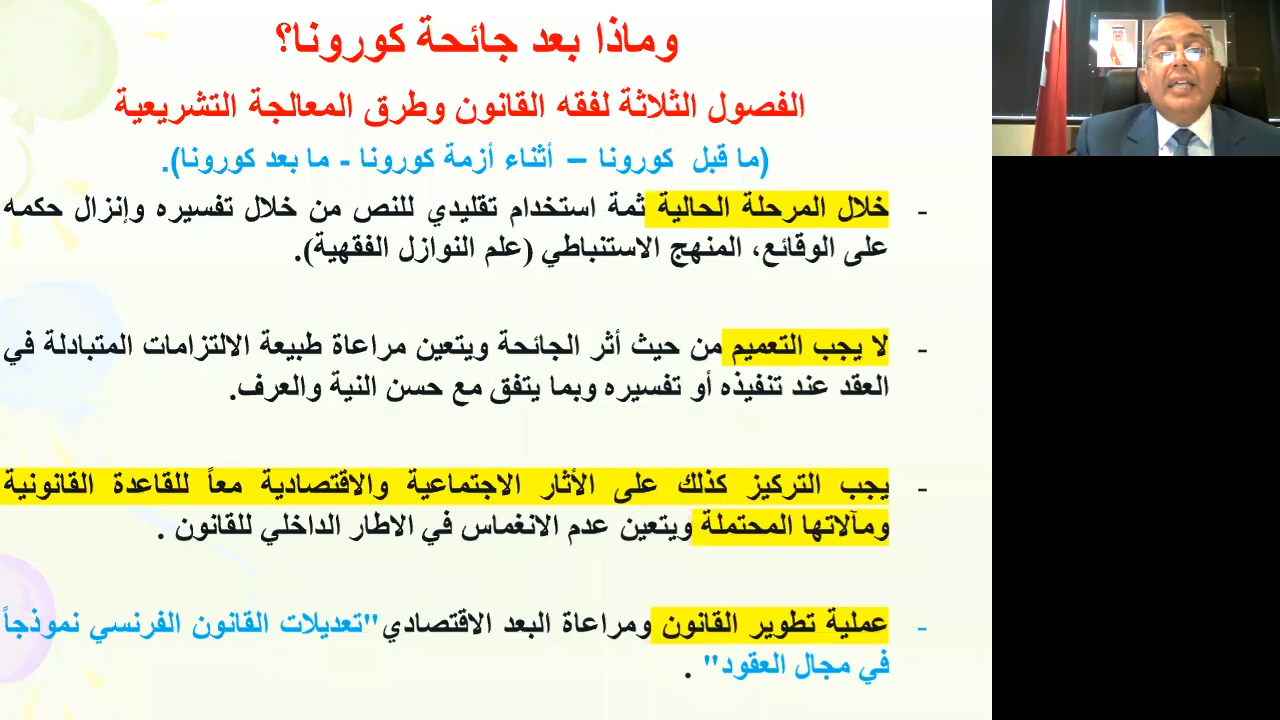 وماذا بعد جائحة كورونا؟
الفصول الثلاثة لفقه القانون وطرق المعالجة التشريعية
(ما قبل كورونا – أثناء أزمة كورونا - ما بعد كورونا).
- خلال المرحلة الحالية ثمة استخدام تقليدي للنص من خلال تفسيره وإنزال حكمه
على الوقائع، المنهج الاستنباطي (علم النوازل الفقهية).
- لا يجب التعميم من حيث أثر الجائحة ويتعين مراعاة طبيعة الالتزامات المتبادلة في
العقد عند تنفيذه أو تفسيره وبما يتفق مع حسن النية والعرف.
- يجب التركيز كذلك على الأثار الاجتماعية والاقتصادية معاً للقاعدة القانونية
ومآلاتها المحتملة ويتعين عدم الانغماس في الاطار الداخلي للقانون .
- عملية تطوير القانون ومراعاة البعد الاقتصادي "تعديلات القانون الفرنسي نموذجاً
في مجال العقود" .